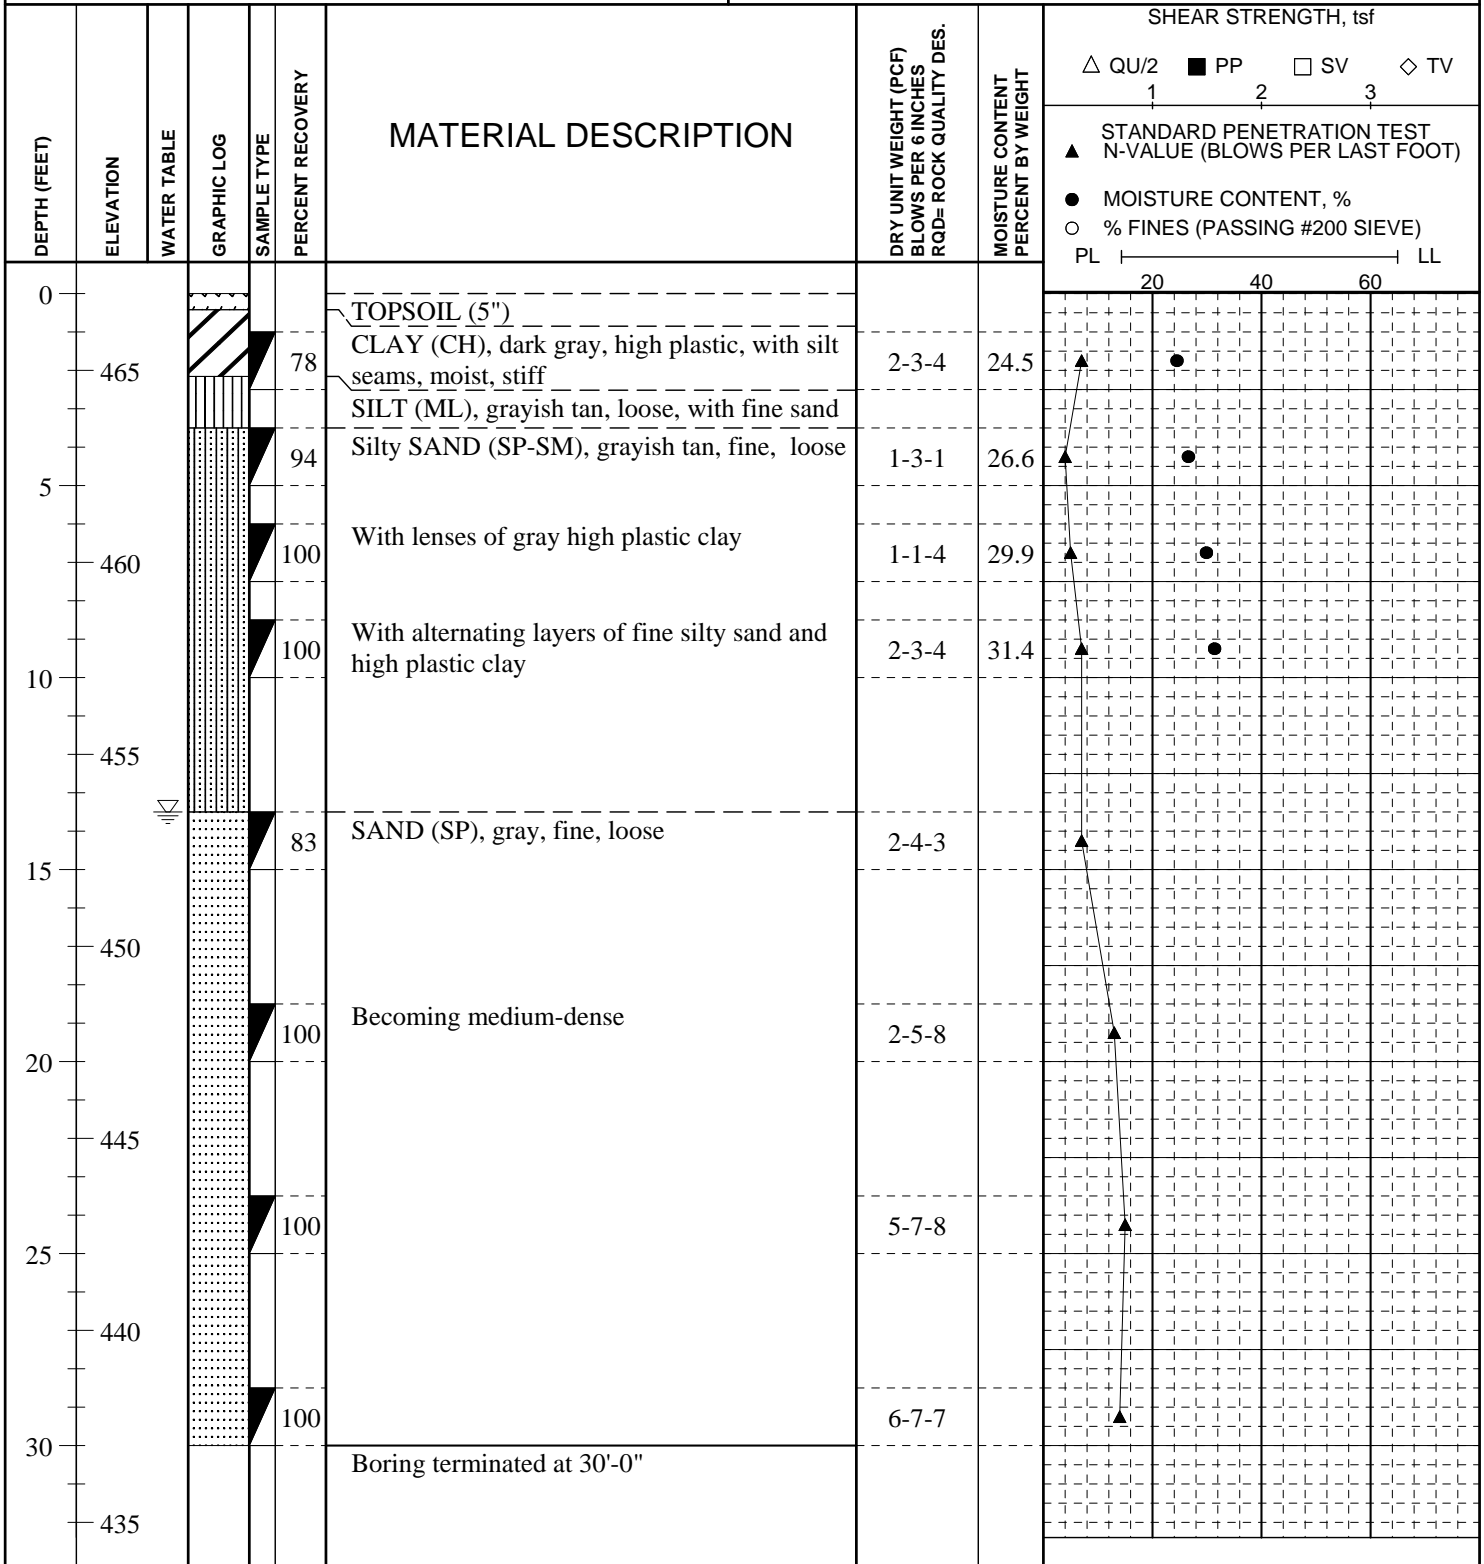 DEPTH (FEET)
ELEVATION
WATER TABLE
GRAPHIC LOG
SAMPLE TYPE
PERCENT RECOVERY
MATERIAL DESCRIPTION
DRY UNIT WEIGHT (PCF)
BLOWS PER 6 INCHES
RQD= ROCK QUALITY DES.
MOISTURE CONTENT
PERCENT BY WEIGHT
SHEAR STRENGTH, tsf
QU/2 PP SV TV
1 2 3
STANDARD PENETRATION TEST
N-VALUE (BLOWS PER LAST FOOT)
MOISTURE CONTENT, %
% FINES (PASSING #200 SIEVE)
PL LL
20 40 60
0
TOPSOIL (5")
CLAY (CH), dark gray, high plastic, with silt
465 78 seams, moist, stiff 2-3-4 24.5
SILT (ML), grayish tan, loose, with fine sand
Silty SAND (SP-SM), grayish tan, fine, loose
94 1-3-1 26.6
5
With lenses of gray high plastic clay
460 100 1-1-4 29.9
With alternating layers of fine silty sand and
100 high plastic clay 2-3-4 31.4
10
455
SAND (SP), gray, fine, loose
83 2-4-3
15
450
Becoming medium-dense
100 2-5-8
20
445
100 5-7-8
25
440
100 6-7-7
30
Boring terminated at 30'-0"
435